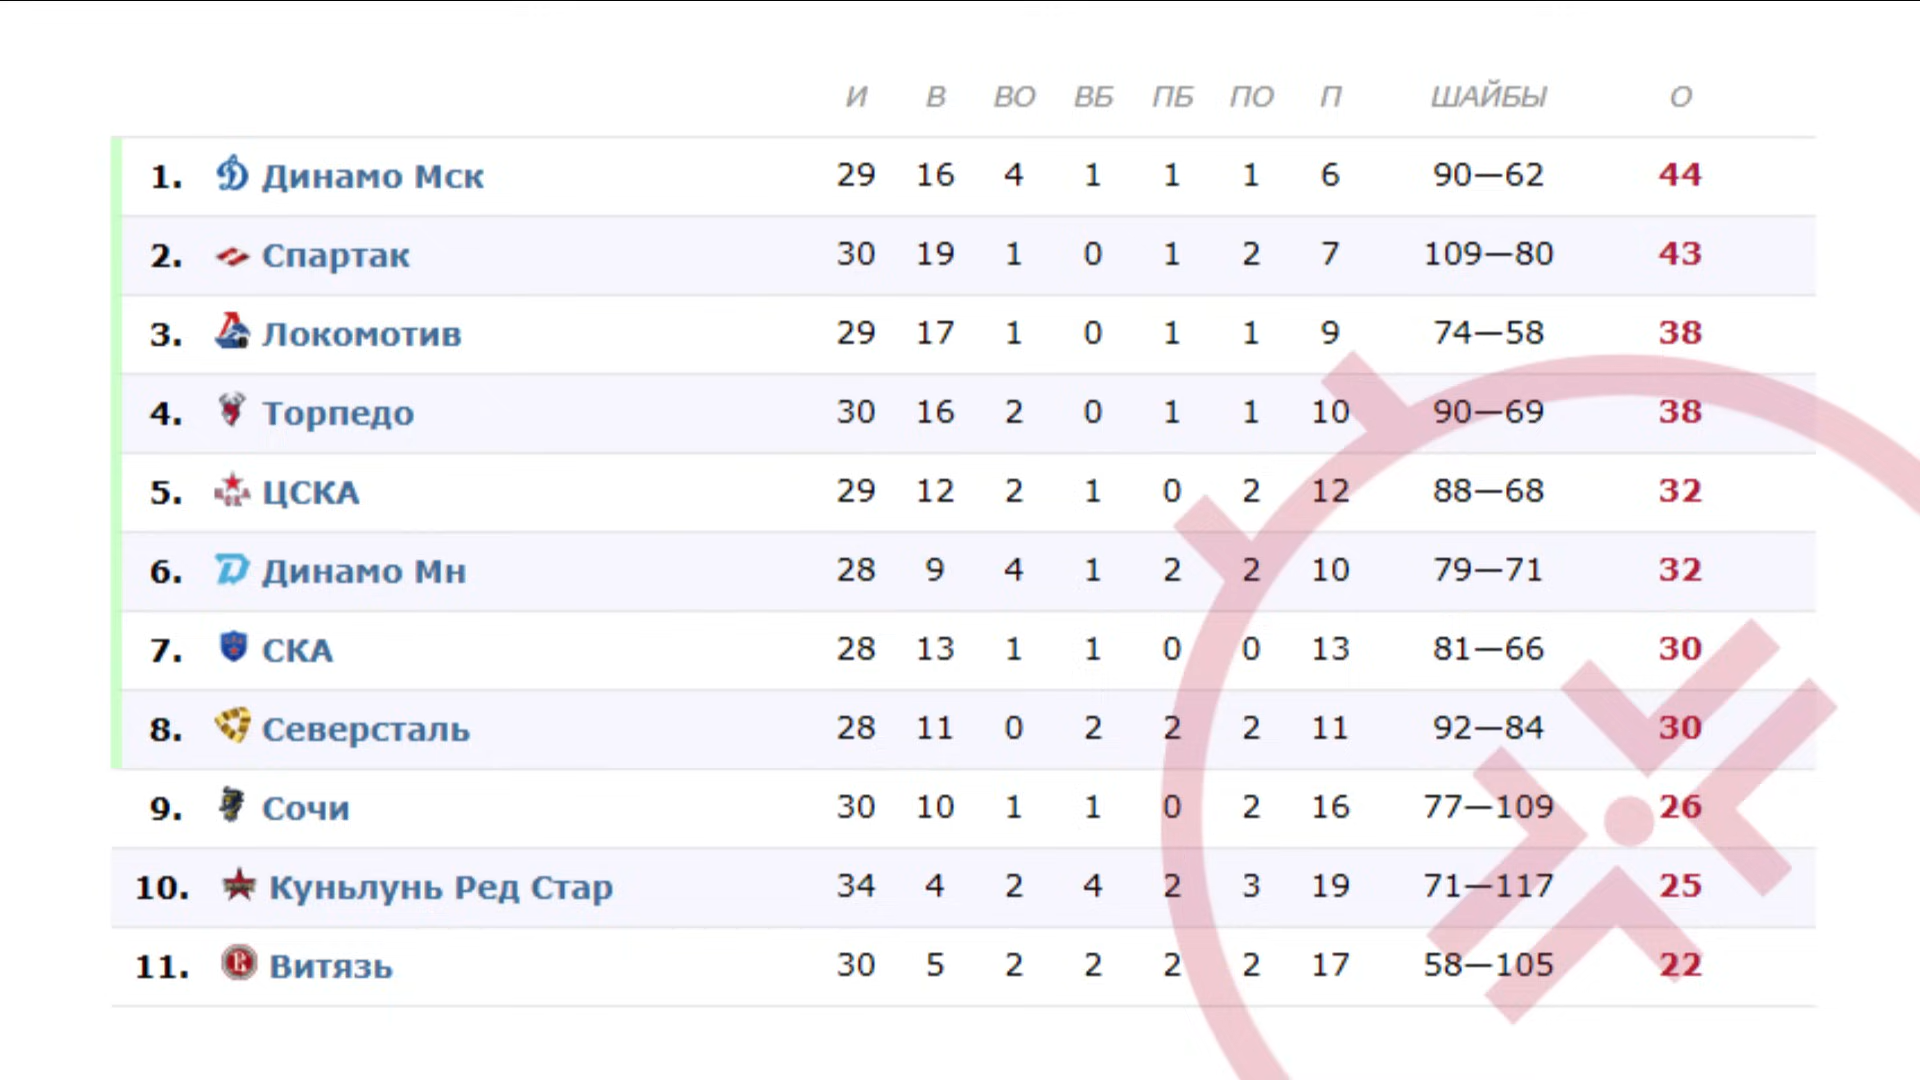 И В ВО ВБ ПБ ПО П ШАЙБЫ О
1. Динамо Мск 29 16 4 1 1 1 6 90—62 44
2. Спартак 30 19 1 0 1 2 7 109—80 43
3. Локомотив 29 17 1 0 1 1 9 74—58 38
4. Торпедо 30 16 2 0 1 1 10 90—69 38
5. ЦСКА 29 12 2 1 0 2 12 88—68 32
6. Динамо Мн 28 9 4 1 2 2 10 79—71 32
7. СКА 28 13 1 1 0 0 13 81—66 30
8. Северсталь 28 11 0 2 2 2 11 92—84 30
9. Сочи 30 10 1 1 0 2 16 77—109 26
10. Куньлунь Ред Стар 34 4 2 4 2 3 19 71—117 25
11. Витязь 30 5 2 2 2 2 17 58—105 22